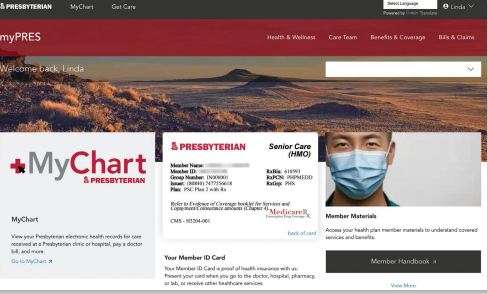 PRESBYTERIAN MyChart Get Care
Select Language
Powered by Translate
Linda
myPRES
Health & Wellness Care Team Benefits & Coverage Bills & Claims
Welcome back, Linda
MyChart
PRESBYTERIAN
MyChart
View your Presbyterian electronic health records for care
received at a Presbyterian clinic or hospital, pay a doctor
bill, and more.
Go to MyChart
PRESBYTERIAN
Senior Care
(HMO)
Member Name:
Member ID:
Group Number: IN000001
Issuer: (80840) 7477556618
Plan: PSC Plan 2 with Rx
RxBin: 610593
RxPCN: PHPMEDD
RxGrp: PHS
Refer to Evidence of Coverage booklet for Services and
Copayment/Coinsurance amounts (Chapter 4).
MedicareRx
Prescription Drug Coverage X
CMS - H3204-001
back of card
Your Member ID Card
Your Member ID Card is proof of health insurance with us.
Present your card when you go to the doctor, hospital, pharmacy,
or lab, or receive other healthcare services.
Member Materials
Access your health plan member materials to understand covered
services and benefits.
Member Handbook
View More